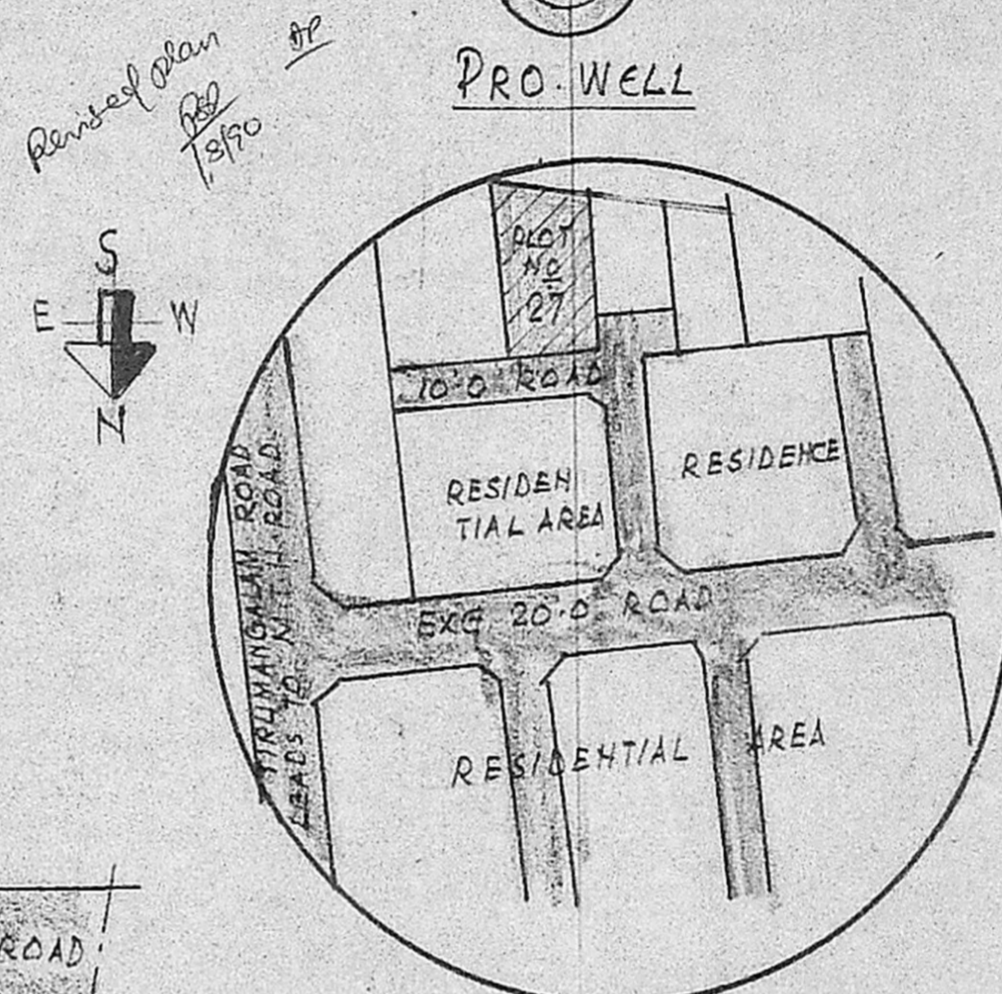 Revised plan
PRO. WELL
S
E W
N
PLOT
NO
27
10'-0" ROAD
RESIDEN
TIAL AREA
RESIDENCE
TIRUMANGALAM ROAD
LEADS TO M.T.H. ROAD.
EXG 20'-0 ROAD
RESIDENTIAL AREA
ROAD